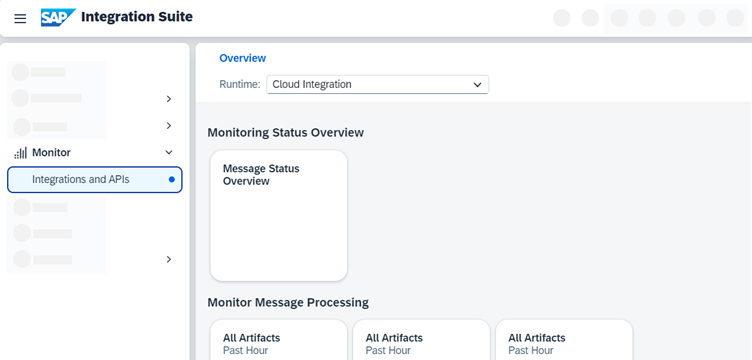 SAP Integration Suite
Overview
Runtime: Cloud Integration
Monitor
Integrations and APIs
Monitoring Status Overview
Message Status
Overview
Monitor Message Processing
All Artifacts
Past Hour
All Artifacts
Past Hour
All Artifacts
Past Hour